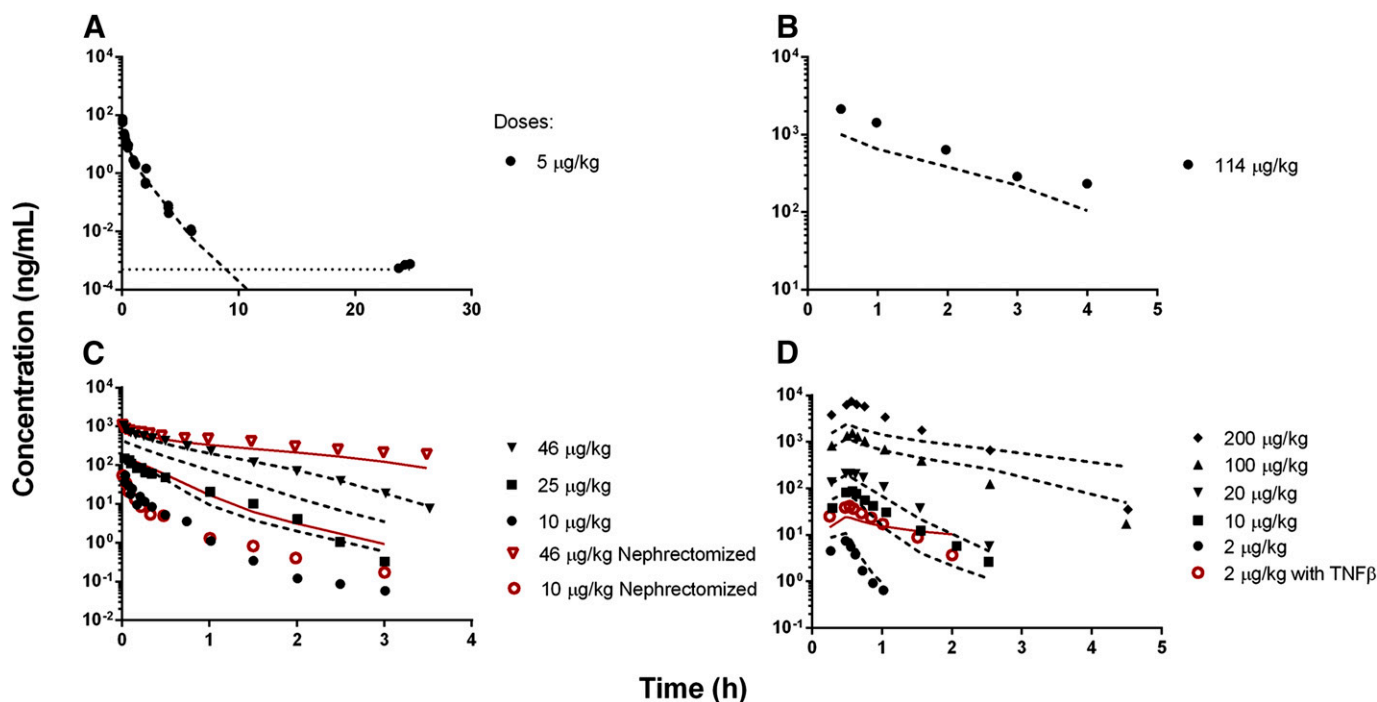 A
B
10⁴
10²
10⁰
10⁻²
10⁻⁴
0 10 20 30
Doses:
5 µg/kg
10⁴
10³
10²
10¹
0 1 2 3 4 5
114 µg/kg
Concentration (ng/mL)
C
D
10⁴
10³
10²
10¹
10⁰
10⁻¹
10⁻²
0 1 2 3 4
46 µg/kg
25 µg/kg
10 µg/kg
46 µg/kg Nephrectomized
10 µg/kg Nephrectomized
10⁴
10³
10²
10¹
10⁰
10⁻¹
0 1 2 3 4 5
200 µg/kg
100 µg/kg
20 µg/kg
10 µg/kg
2 µg/kg
2 µg/kg with TNFβ
Time (h)